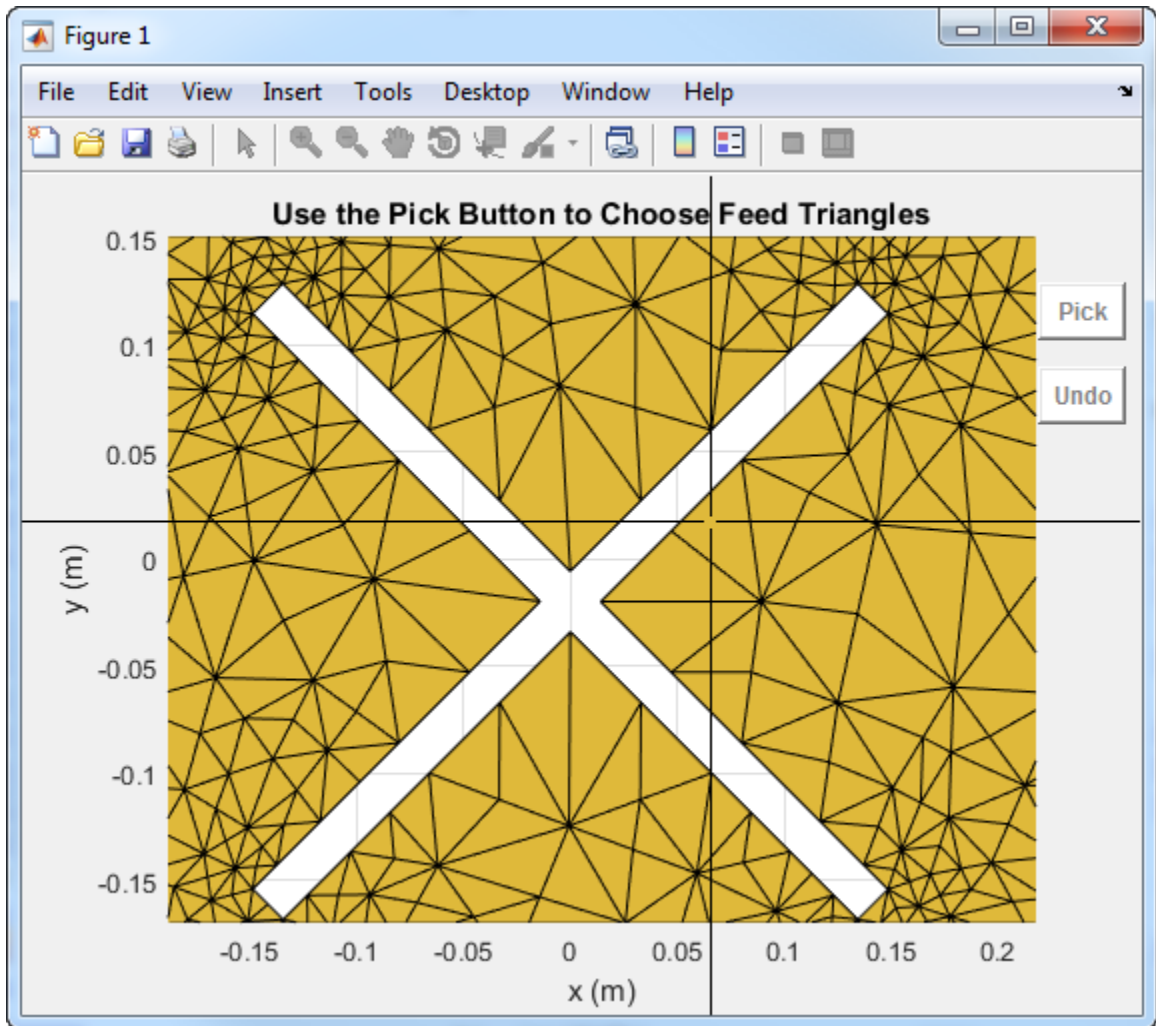 Figure 1
File Edit View Insert Tools Desktop Window Help
Use the Pick Button to Choose Feed Triangles
0.15
0.1
0.05
0
-0.05
-0.1
-0.15
y (m)
Pick
Undo
-0.15 -0.1 -0.05 0 0.05 0.1 0.15 0.2
x (m)